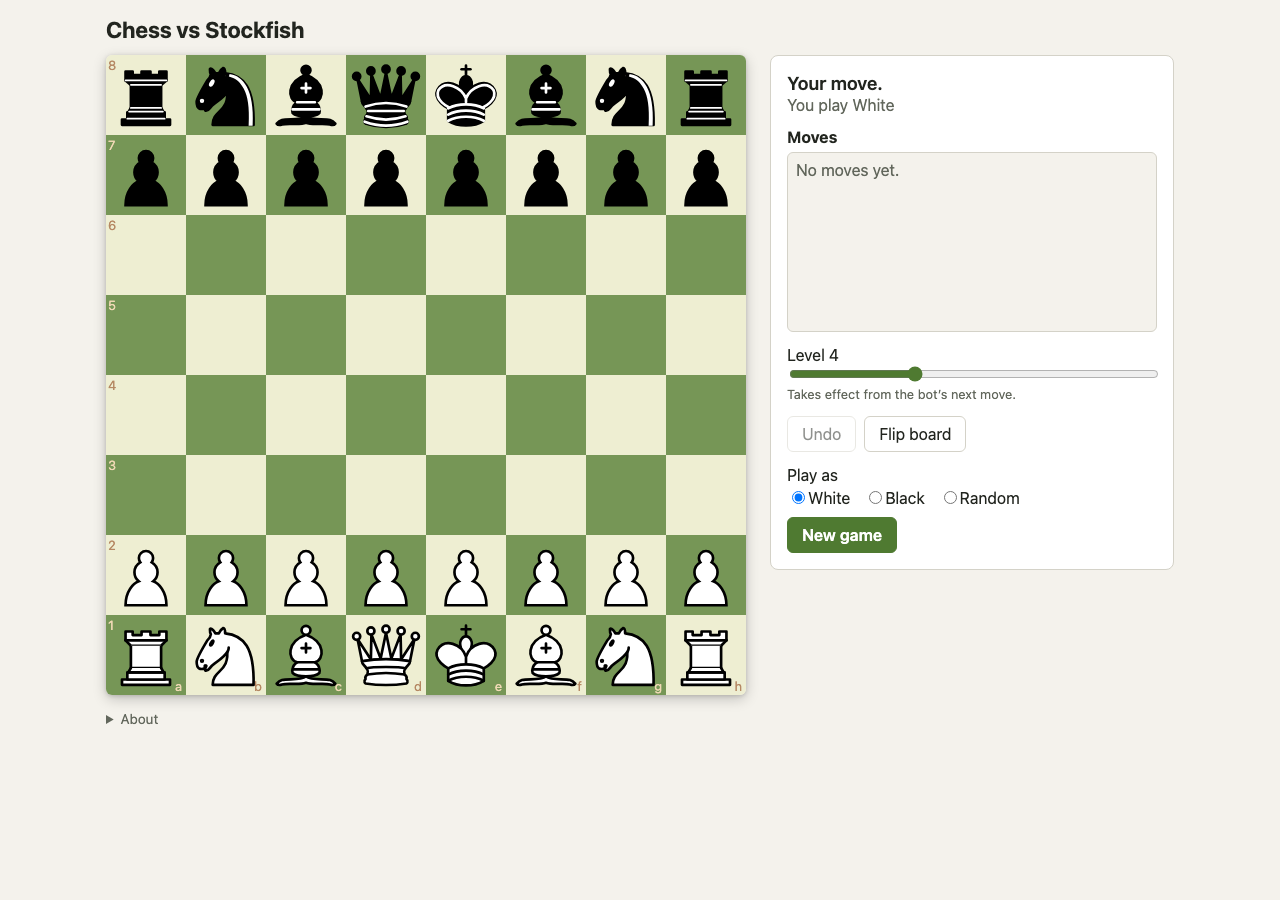 Chess vs Stockfish
8
7
6
5
4
3
2
1
a b c d e f g h
Your move.
You play White
Moves
No moves yet.
Level 4
Takes effect from the bot's next move.
Undo Flip board
Play as
White Black Random
New game
About